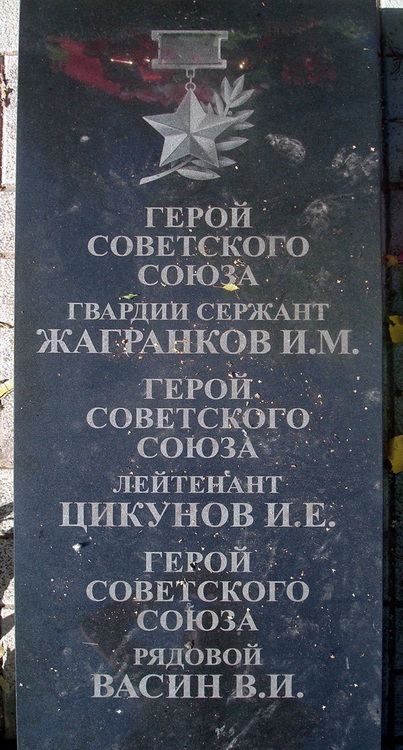 ГЕРОЙ
СОВЕТСКОГО
СОЮЗА
ГВАРДИИ СЕРЖАНТ
ЖАГРАНКОВ И.М.
ГЕРОЙ
СОВЕТСКОГО
СОЮЗА
ЛЕЙТЕНАНТ
ЦИКУНОВ И.Е.
ГЕРОЙ
СОВЕТСКОГО
СОЮЗА
РЯДОВОЙ
ВАСИН В.И.